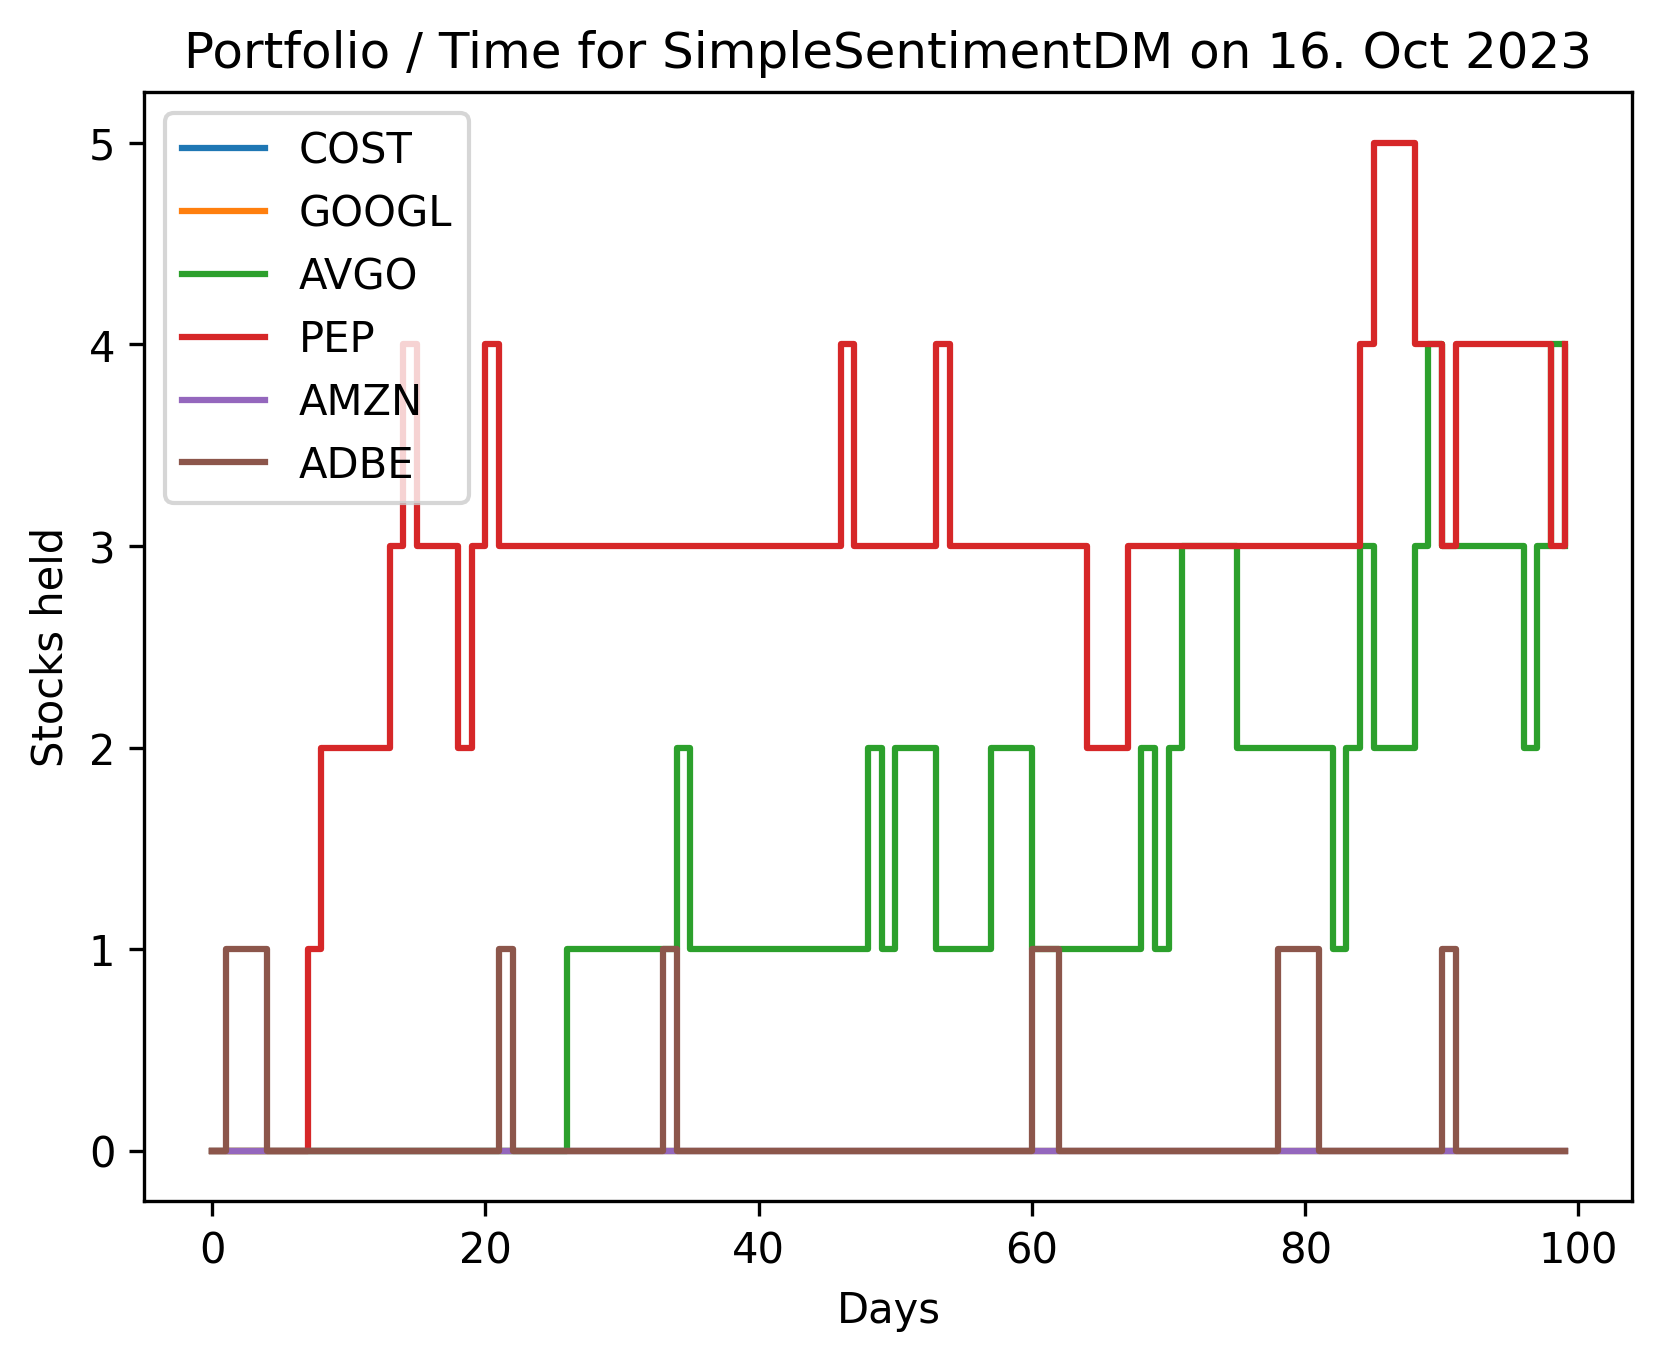 Portfolio / Time for SimpleSentimentDM on 16. Oct 2023
COST
GOOGL
AVGO
PEP
AMZN
ADBE
5
4
3
2
1
0
Stocks held
0 20 40 60 80 100
Days